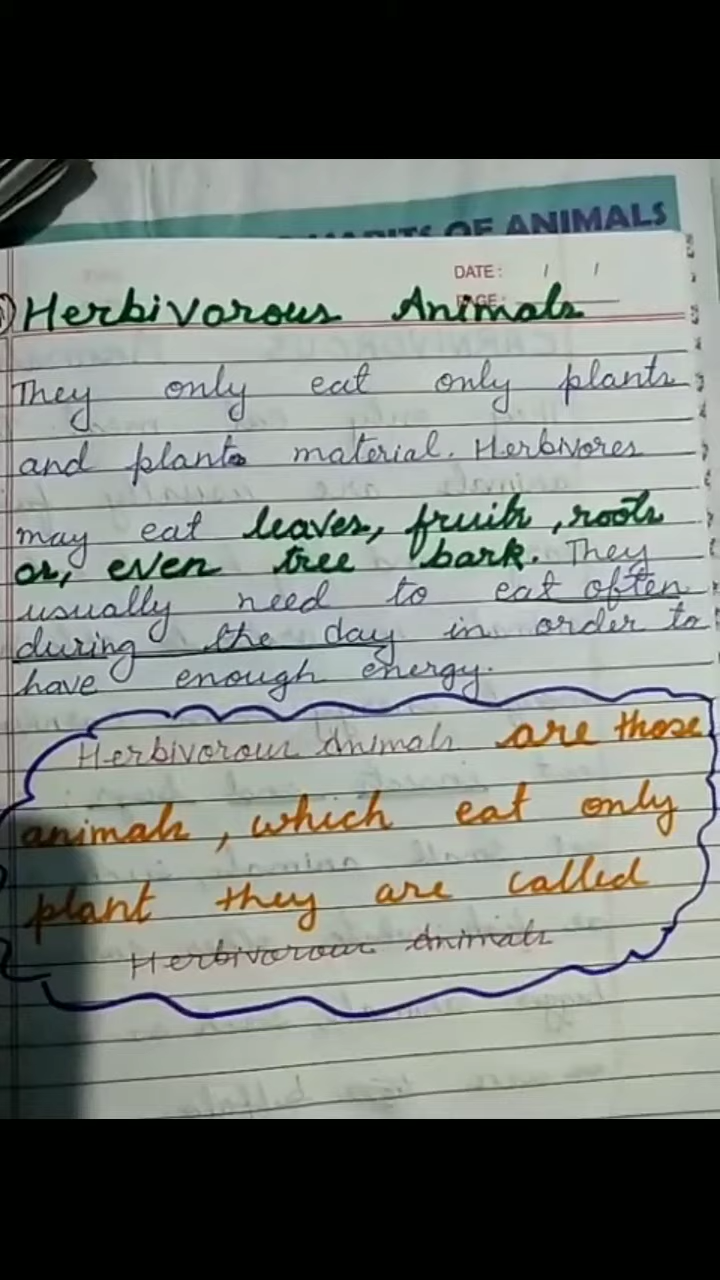 HABITS OF ANIMALS
DATE: / /
PAGE:
Herbivorous Animals
They only eat only plants
and plants material. Herbivores
may eat leaves, fruits, roots
or, even tree bark. They
usually need to eat often
during the day in order to
have enough energy.
Herbivorous Animals are those
animals, which eat only
plant they are called
Herbivorous Animals